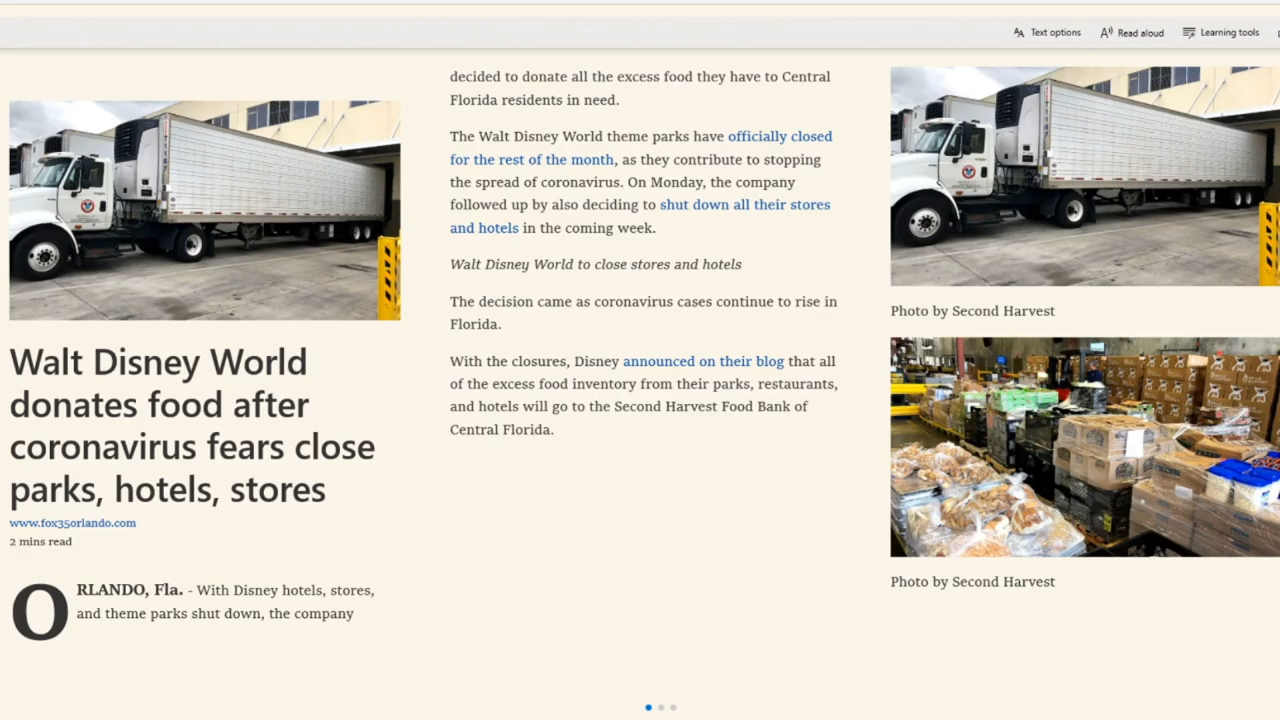 Text options
Read aloud
Learning tools
Walt Disney World
donates food after
coronavirus fears close
parks, hotels, stores
www.fox35orlando.com
2 mins read
ORLANDO, Fla. - With Disney hotels, stores,
and theme parks shut down, the company
decided to donate all the excess food they have to Central
Florida residents in need.
The Walt Disney World theme parks have officially closed
for the rest of the month, as they contribute to stopping
the spread of coronavirus. On Monday, the company
followed up by also deciding to shut down all their stores
and hotels in the coming week.
Walt Disney World to close stores and hotels
The decision came as coronavirus cases continue to rise in
Florida.
With the closures, Disney announced on their blog that all
of the excess food inventory from their parks, restaurants,
and hotels will go to the Second Harvest Food Bank of
Central Florida.
Photo by Second Harvest
Photo by Second Harvest